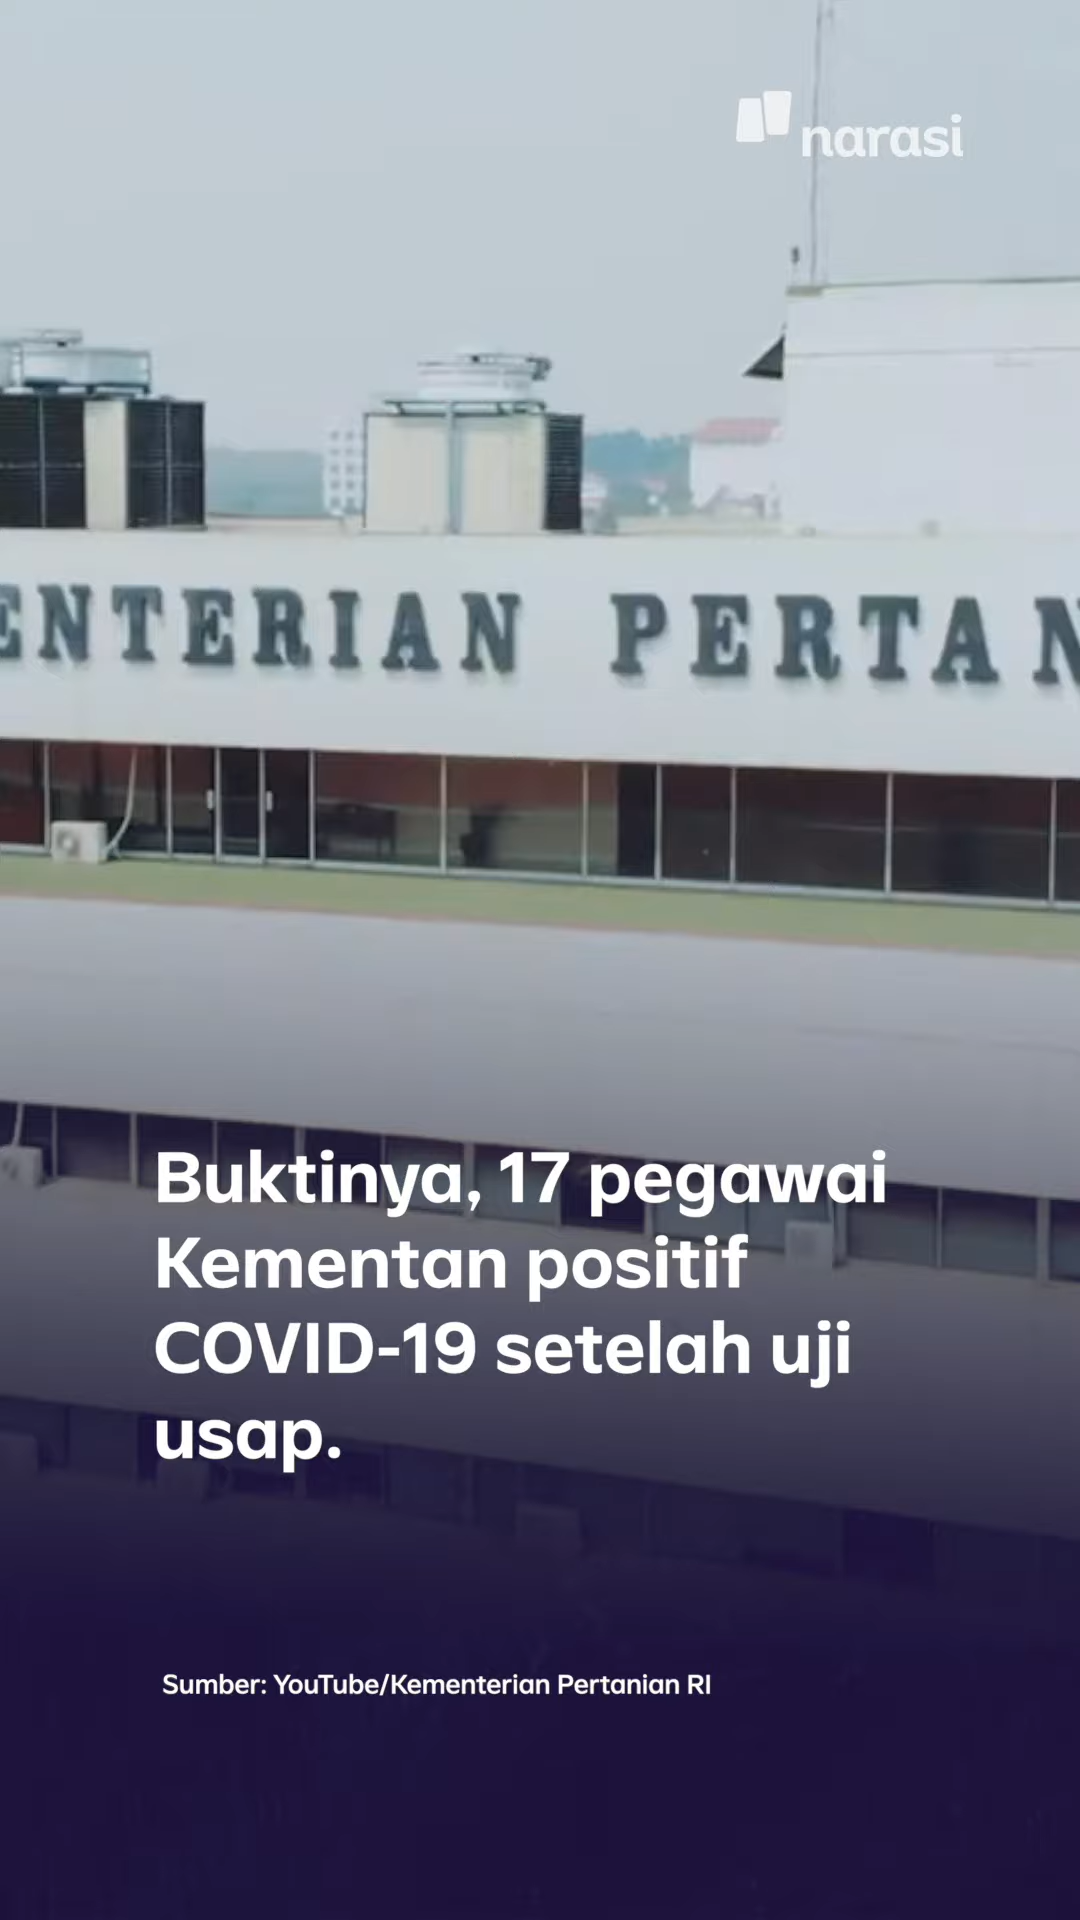 narasi
ENTERIAN PERTAN
Buktinya, 17 pegawai
Kementan positif
COVID-19 setelah uji
usap.
Sumber: YouTube/Kementerian Pertanian RI